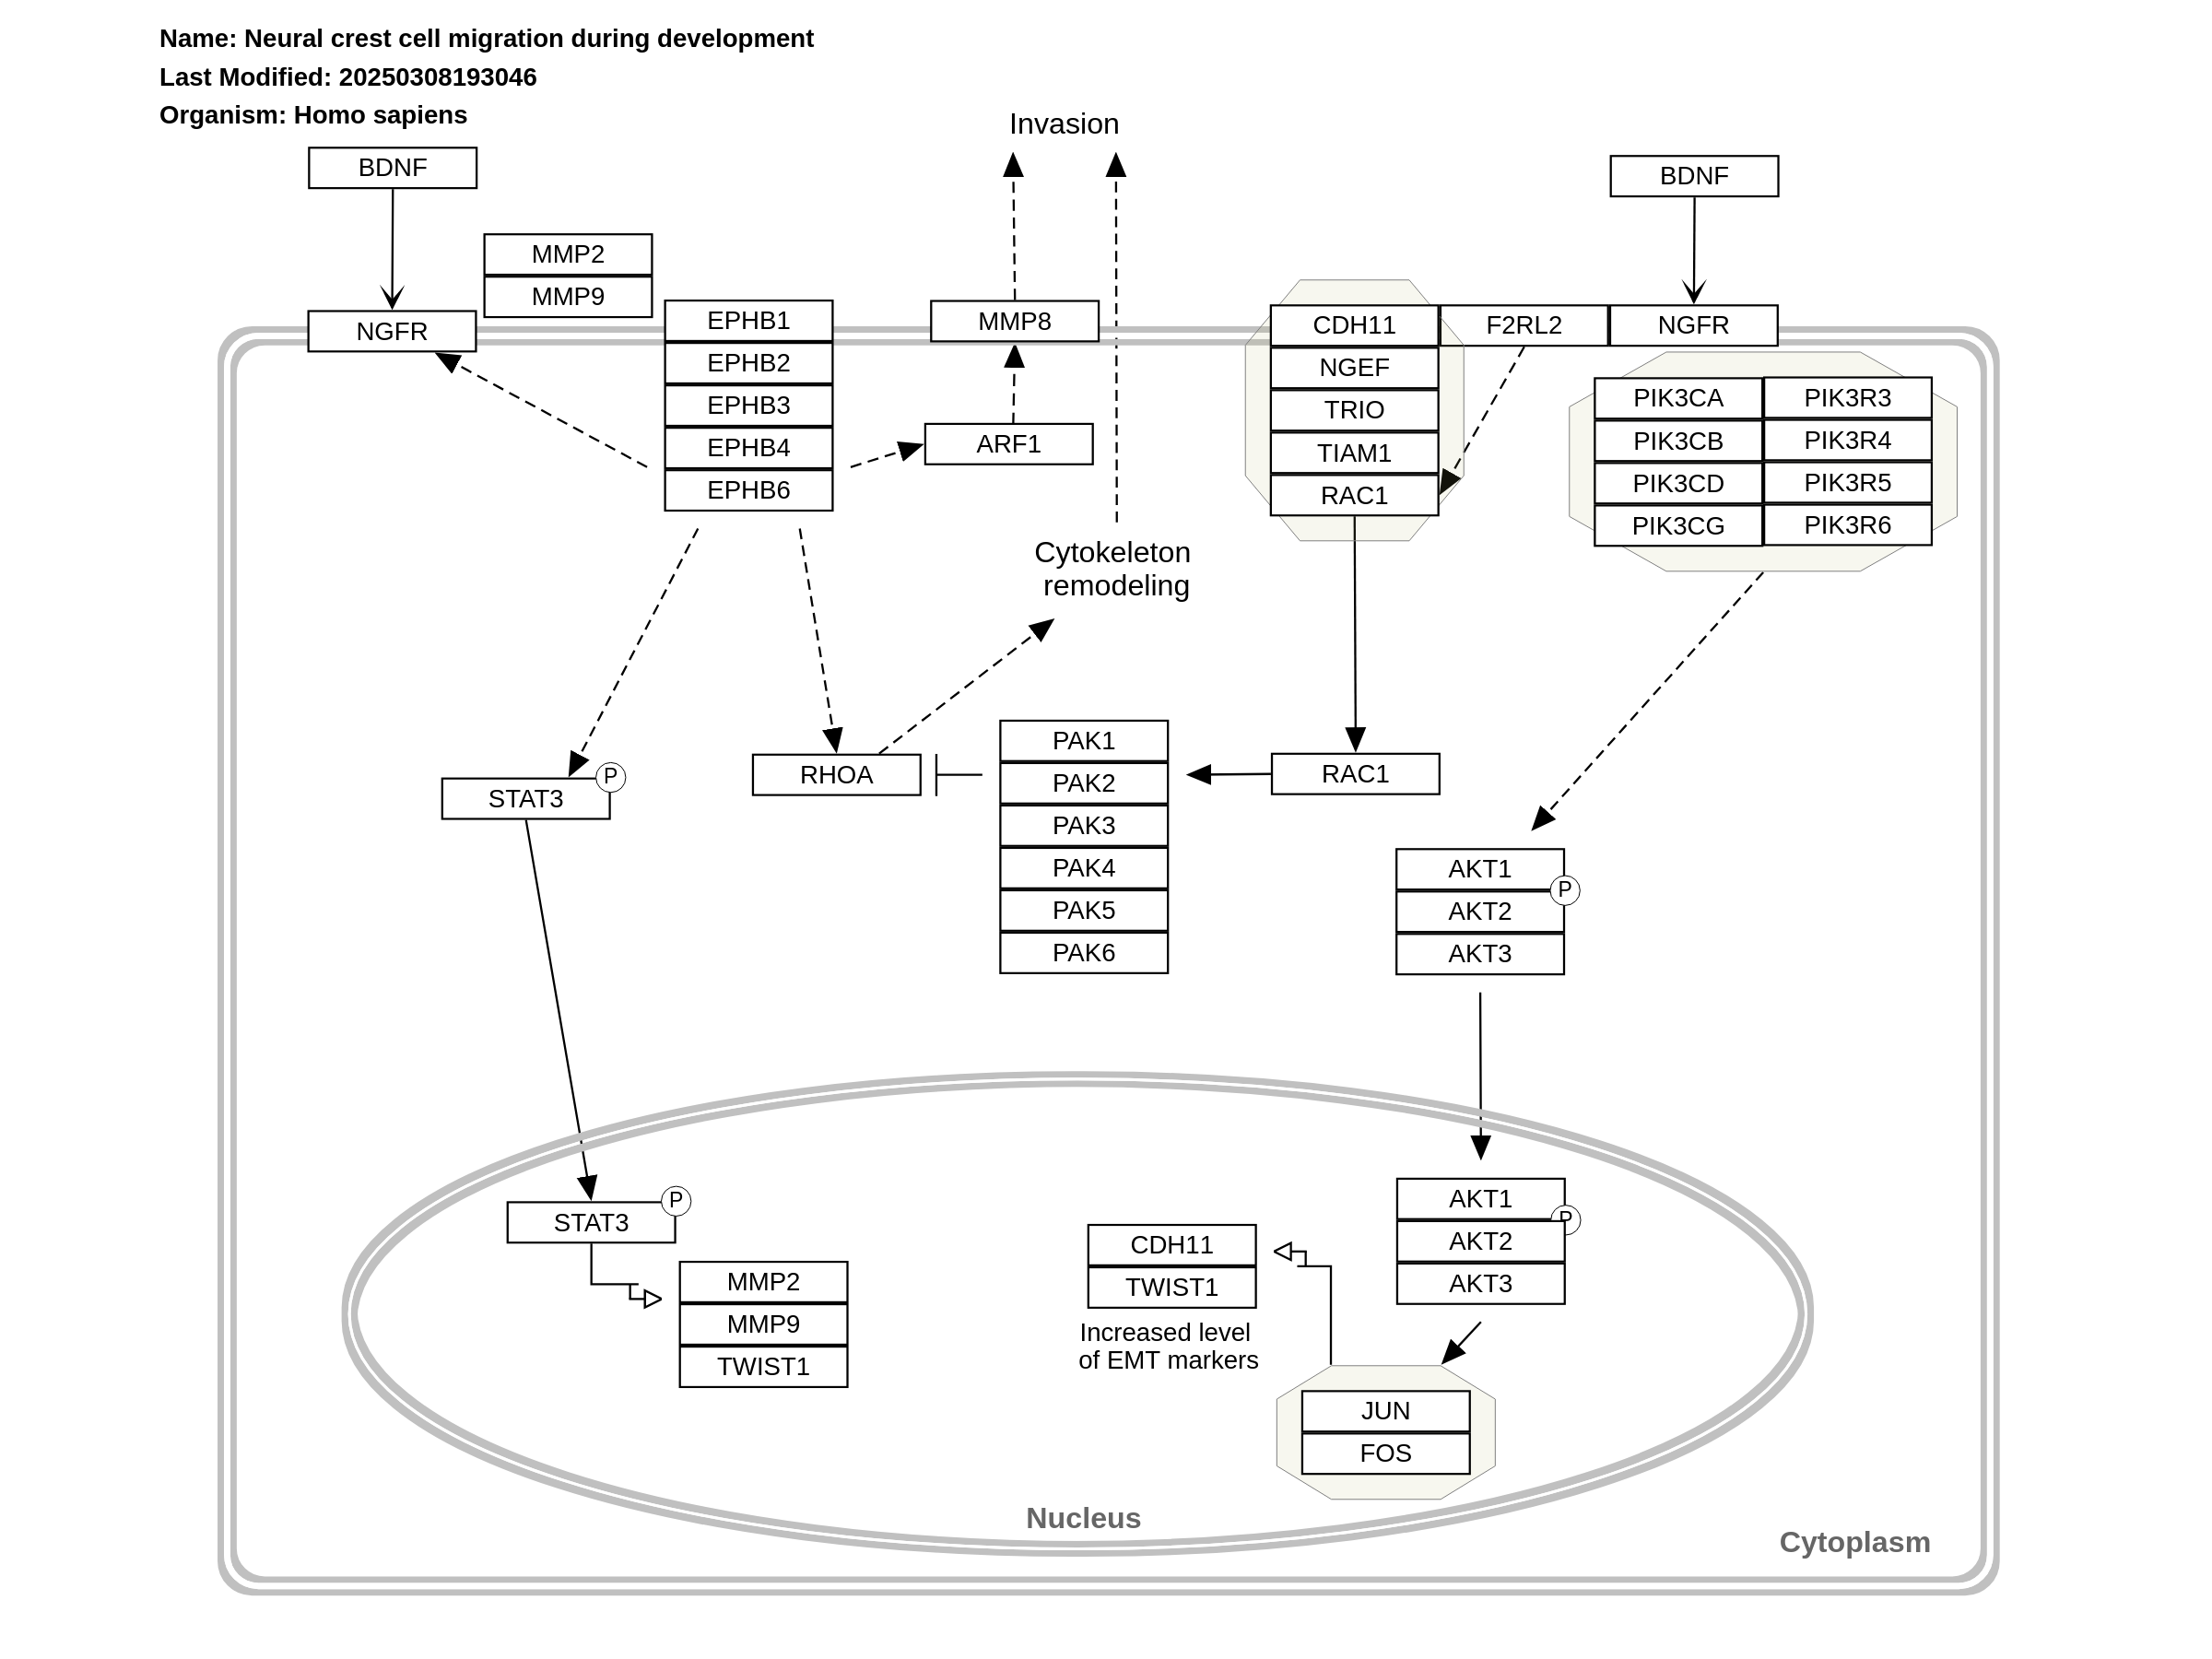 Name: Neural crest cell migration during development
Last Modified: 20250308193046
Organism: Homo sapiens
Invasion
BDNF
BDNF
MMP2
MMP9
NGFR
EPHB1
EPHB2
EPHB3
EPHB4
EPHB6
MMP8
ARF1
CDH11
NGEF
TRIO
TIAM1
RAC1
F2RL2
NGFR
PIK3CA
PIK3CB
PIK3CD
PIK3CG
PIK3R3
PIK3R4
PIK3R5
PIK3R6
Cytokeleton
remodeling
STAT3
P
RHOA
PAK1
PAK2
PAK3
PAK4
PAK5
PAK6
RAC1
AKT1
AKT2
AKT3
P
STAT3
P
MMP2
MMP9
TWIST1
CDH11
TWIST1
Increased level
of EMT markers
AKT1
AKT2
AKT3
P
JUN
FOS
Nucleus
Cytoplasm